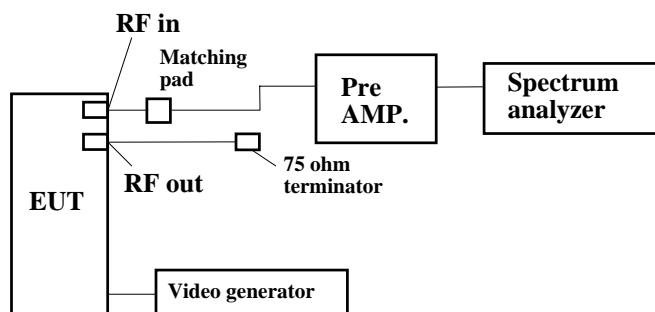 RF in
Matching
pad
Pre
AMP.
Spectrum
analyzer
75 ohm
terminator
RF out
EUT
Video generator